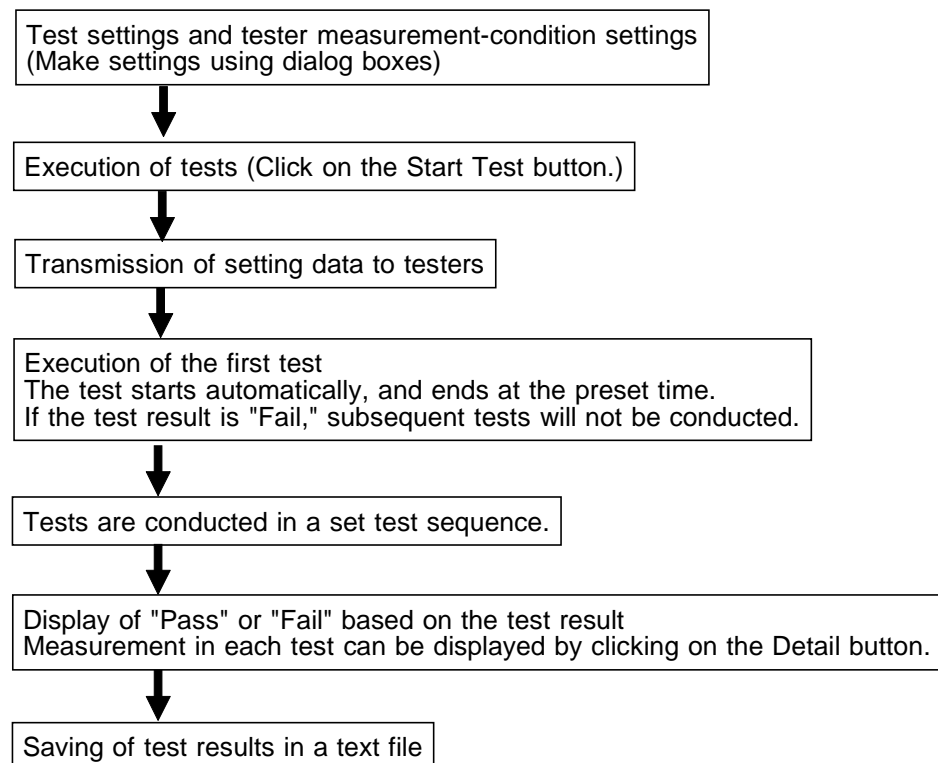 Test settings and tester measurement-condition settings
(Make settings using dialog boxes)
Execution of tests (Click on the Start Test button.)
Transmission of setting data to testers
Execution of the first test
The test starts automatically, and ends at the preset time.
If the test result is "Fail," subsequent tests will not be conducted.
Tests are conducted in a set test sequence.
Display of "Pass" or "Fail" based on the test result
Measurement in each test can be displayed by clicking on the Detail button.
Saving of test results in a text file